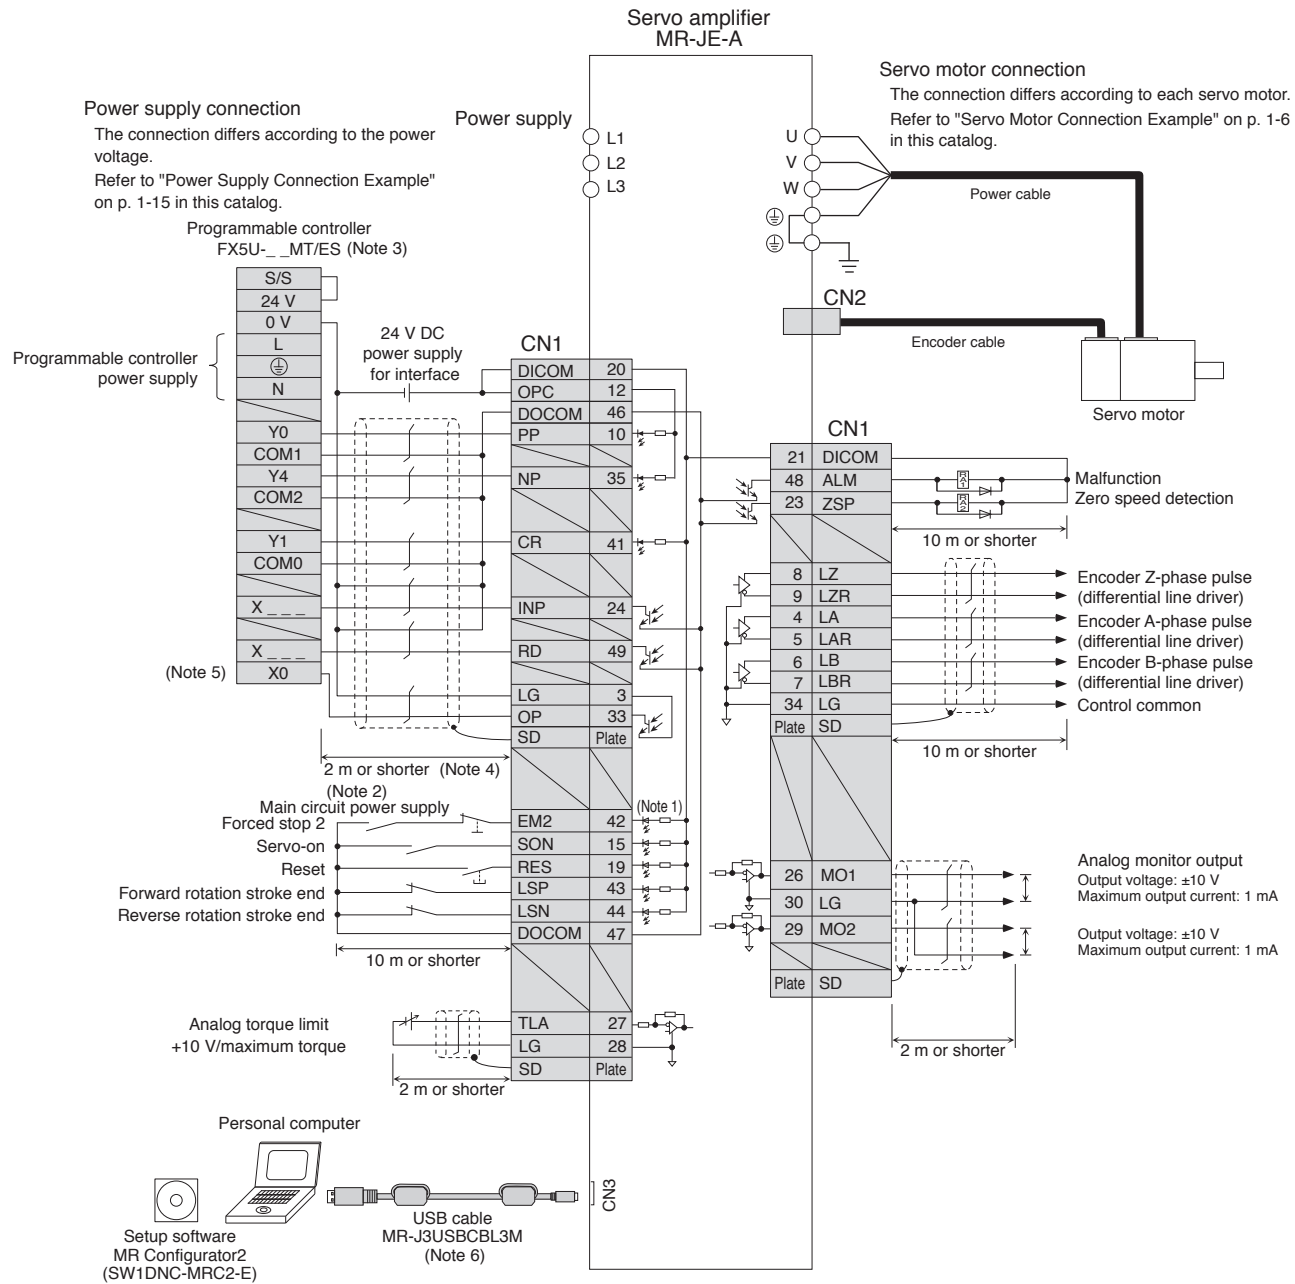 Servo amplifier
MR-JE-A
Servo motor connection
The connection differs according to each servo motor.
Refer to "Servo Motor Connection Example" on p. 1-6
in this catalog.
Power supply connection
The connection differs according to the power
voltage.
Refer to "Power Supply Connection Example"
on p. 1-15 in this catalog.
Power supply
L1
L2
L3
U
V
W
Power cable
CN2
Encoder cable
Servo motor
Programmable controller
FX5U-_ _MT/ES (Note 3)
S/S
24 V
0 V
L
N
Programmable controller
power supply
Y0
COM1
Y4
COM2
Y1
COM0
X _ _ _
X _ _ _
(Note 5)
X0
24 V DC
power supply
for interface
CN1
DICOM 20
OPC 12
DOCOM 46
PP 10
NP 35
CR 41
INP 24
RD 49
LG 3
OP 33
SD Plate
2 m or shorter (Note 4)
(Note 2)
Main circuit power supply
(Note 1)
Forced stop 2
EM2 42
Servo-on
SON 15
Reset
RES 19
Forward rotation stroke end
LSP 43
Reverse rotation stroke end
LSN 44
DOCOM 47
10 m or shorter
Analog torque limit
+10 V/maximum torque
TLA 27
LG 28
SD Plate
2 m or shorter
CN1
21 DICOM
48 ALM
23 ZSP
RA1
RA2
Malfunction
Zero speed detection
10 m or shorter
8 LZ
9 LZR
4 LA
5 LAR
6 LB
7 LBR
34 LG
Plate SD
Encoder Z-phase pulse
(differential line driver)
Encoder A-phase pulse
(differential line driver)
Encoder B-phase pulse
(differential line driver)
Control common
10 m or shorter
26 MO1
30 LG
29 MO2
Plate SD
Analog monitor output
Output voltage: ±10 V
Maximum output current: 1 mA
Output voltage: ±10 V
Maximum output current: 1 mA
2 m or shorter
Personal computer
CN3
USB cable
MR-J3USBCBL3M
(Note 6)
Setup software
MR Configurator2
(SW1DNC-MRC2-E)